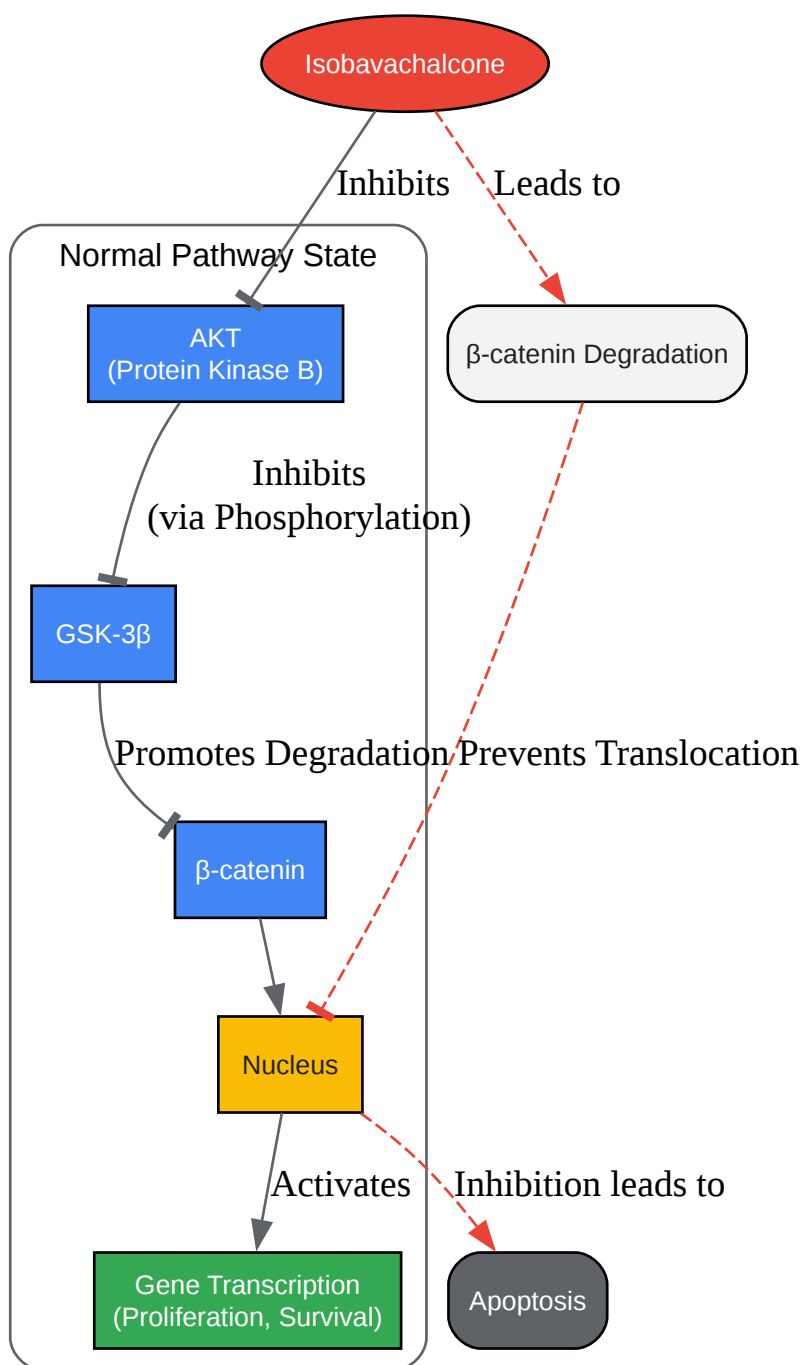 Isobavachalcone
Inhibits
Leads to
Normal Pathway State
AKT
(Protein Kinase B)
β-catenin Degradation
Inhibits
(via Phosphorylation)
GSK-3β
Promotes Degradation
Prevents Translocation
β-catenin
Nucleus
Activates
Inhibition leads to
Gene Transcription
(Proliferation, Survival)
Apoptosis